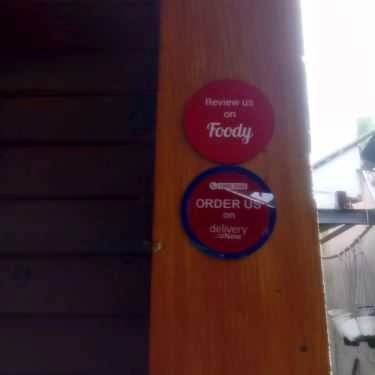 Review us
on
Foody
ORDER US
on
delivery
Now